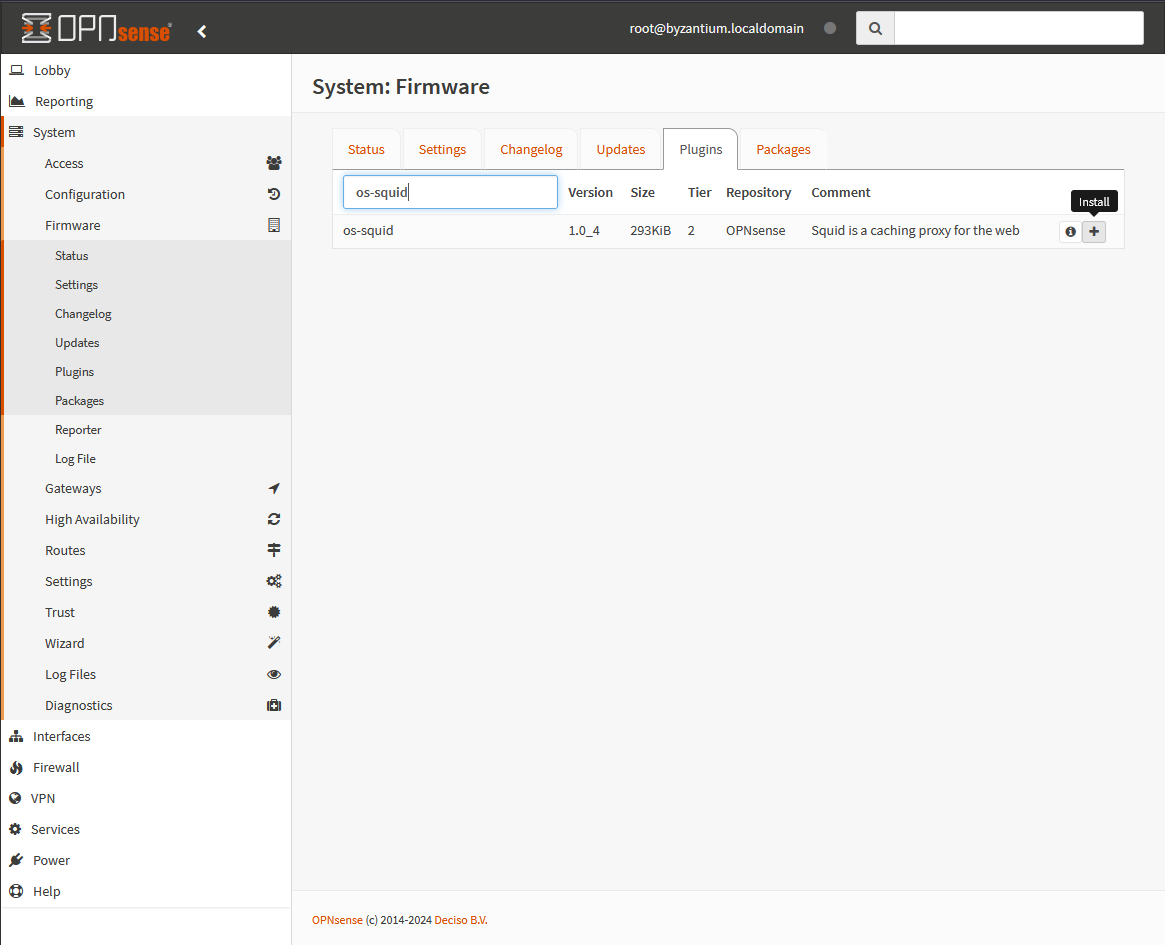 OPNsense®
root@byzantium.localdomain
Lobby
Reporting
System
Access
Configuration
Firmware
Status
Settings
Changelog
Updates
Plugins
Packages
Reporter
Log File
Gateways
High Availability
Routes
Settings
Trust
Wizard
Log Files
Diagnostics
Interfaces
Firewall
VPN
Services
Power
Help
System: Firmware
Status Settings Changelog Updates Plugins Packages
os-squid Version Size Tier Repository Comment
Install
os-squid 1.0_4 293KiB 2 OPNsense Squid is a caching proxy for the web
OPNsense (c) 2014-2024 Deciso B.V.